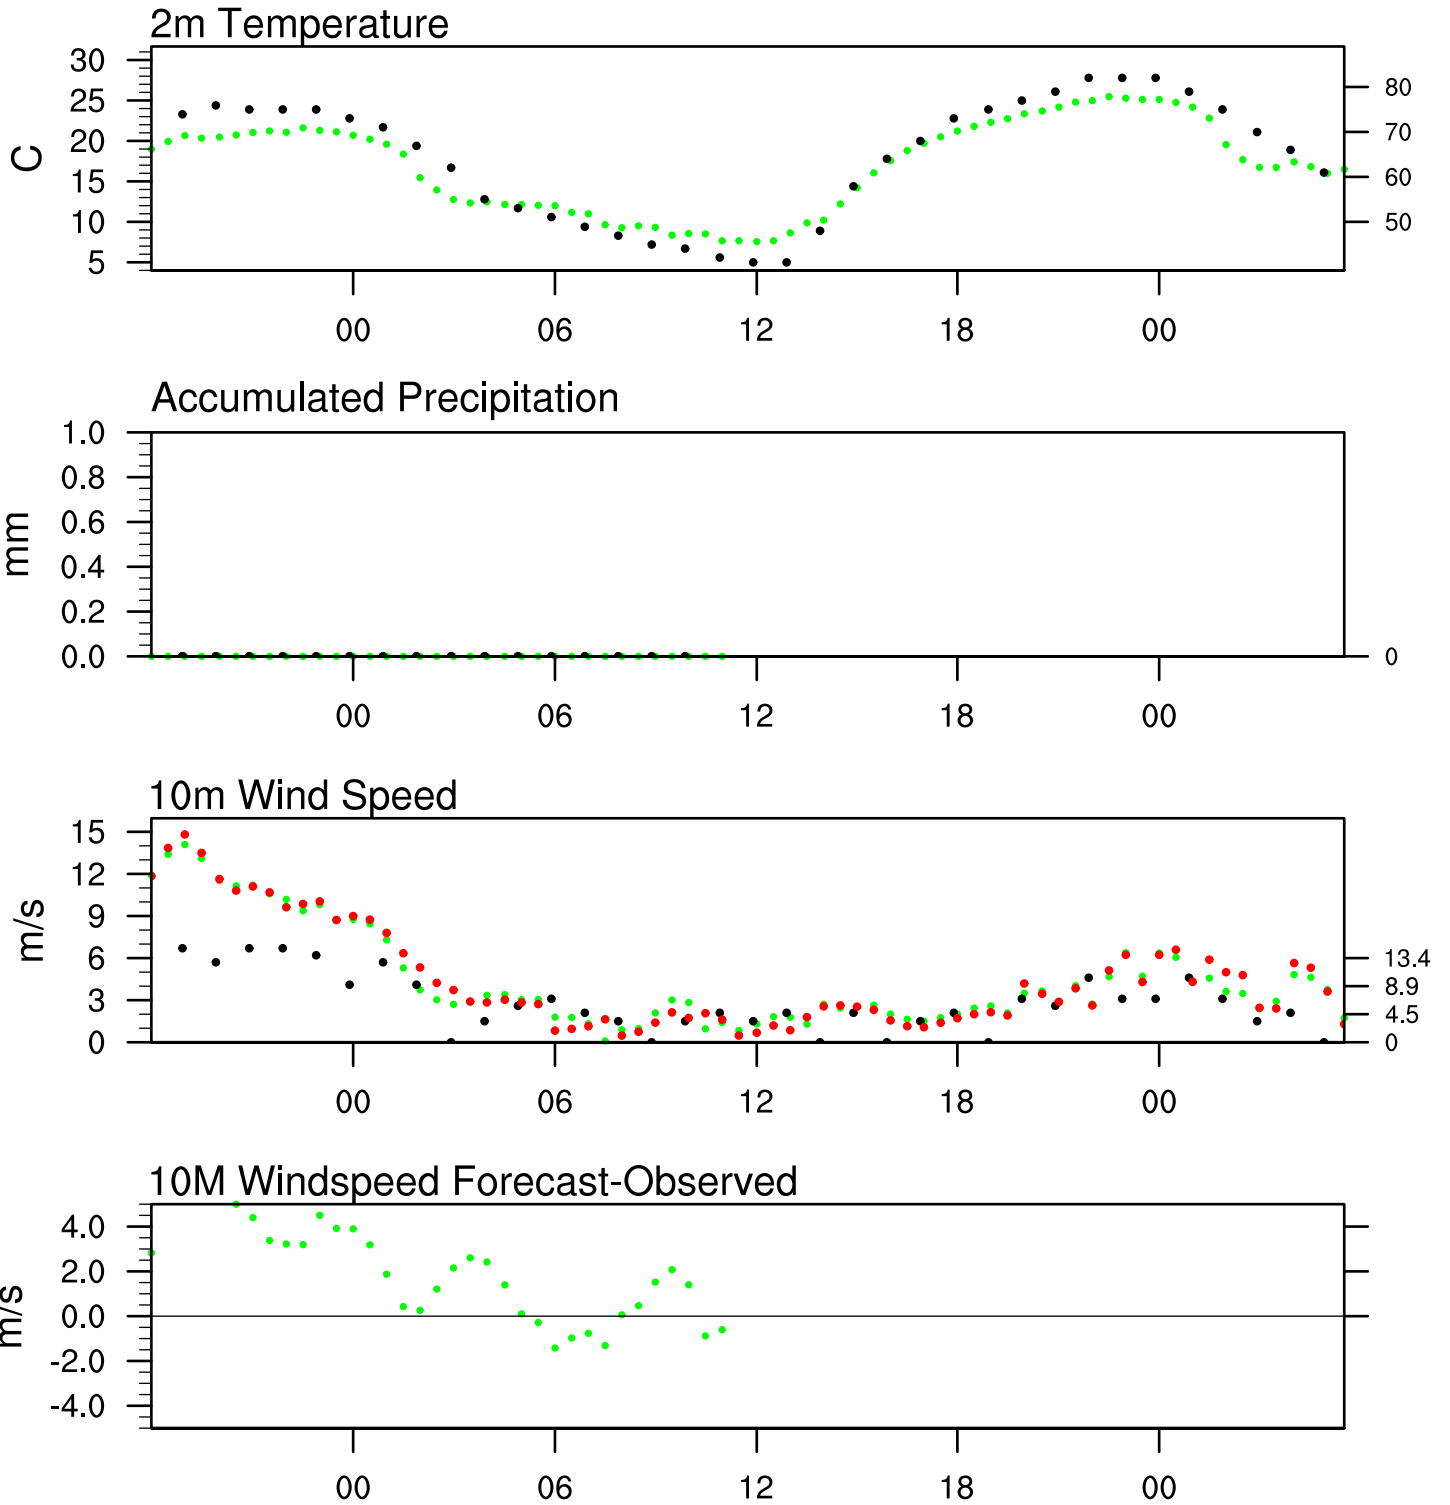 2m Temperature
30
25
20
15
10
5
C
80
70
60
50
00 06 12 18 00
Accumulated Precipitation
1.0
0.8
0.6
0.4
0.2
0.0
mm
0
00 06 12 18 00
10m Wind Speed
15
12
9
6
3
0
m/s
13.4
8.9
4.5
0
00 06 12 18 00
10M Windspeed Forecast-Observed
4.0
2.0
0.0
-2.0
-4.0
m/s
00 06 12 18 00